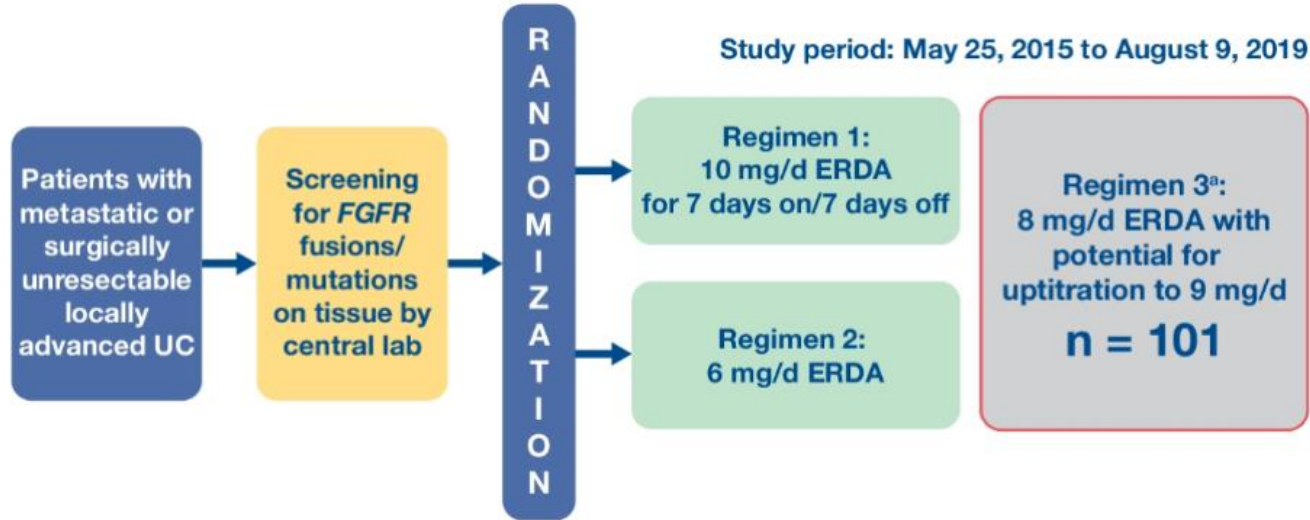 Study period: May 25, 2015 to August 9, 2019
Patients with
metastatic or
surgically
unresectable
locally
advanced UC
Screening
for FGFR
fusions/
mutations
on tissue by
central lab
R
A
N
D
O
M
I
Z
A
T
I
O
N
Regimen 1:
10 mg/d ERDA
for 7 days on/7 days off
Regimen 2:
6 mg/d ERDA
Regimen 3ª:
8 mg/d ERDA with
potential for
uptitration to 9 mg/d
n = 101